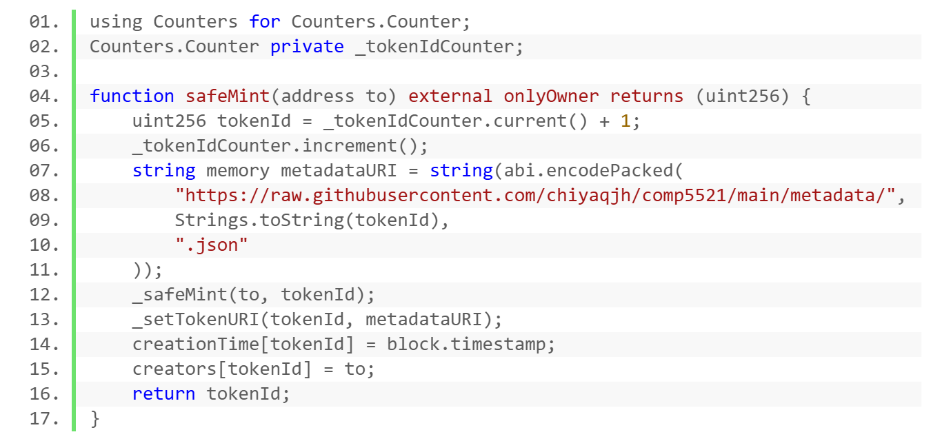 01. using Counters for Counters.Counter;
02. Counters.Counter private _tokenIdCounter;
03.
04. function safeMint(address to) external onlyOwner returns (uint256) {
05.     uint256 tokenId = _tokenIdCounter.current() + 1;
06.     _tokenIdCounter.increment();
07.     string memory metadataURI = string(abi.encodePacked(
08.         "https://raw.githubusercontent.com/chiyaqjh/comp5521/main/metadata/",
09.         Strings.toString(tokenId),
10.         ".json"
11.     ));
12.     _safeMint(to, tokenId);
13.     _setTokenURI(tokenId, metadataURI);
14.     creationTime[tokenId] = block.timestamp;
15.     creators[tokenId] = to;
16.     return tokenId;
17. }